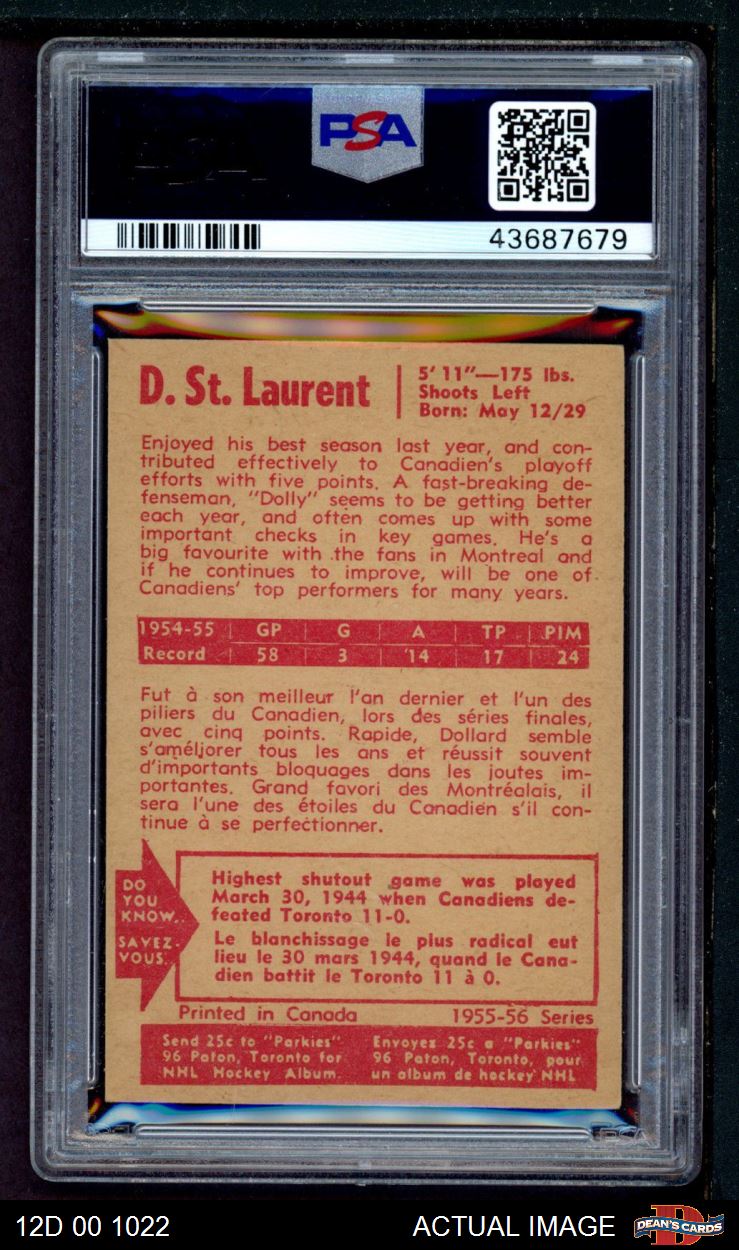 PSA
43687679
D. St. Laurent
5' 11"—175 lbs.
Shoots Left
Born: May 12/29
Enjoyed his best season last year, and con-
tributed effectively to Canadien's playoff
efforts with five points. A fast-breaking de-
fenseman, "Dolly" seems to be getting better
each year, and often comes up with some
important checks in key games. He's a
big favourite with the fans in Montreal and
if he continues to improve, will be one of
Canadiens' top performers for many years.
1954-55 | GP | G | A | TP | PIM
Record | 58 | 3 | 14 | 17 | 24
Fut à son meilleur l'an dernier et l'un des
piliers du Canadien, lors des séries finales,
avec cinq points. Rapide, Dollard semble
s'améljorer tous les ans et réussit souvent
d'importants bloquages dans les joutes im-
portantes. Grand favori des Montréalais, il
sera l'une des étoiles du Canadien s'il con-
tinue à se perfectionner.
DO
YOU
KNOW..
SAVEZ-
VOUS.
Highest shutout game was played
March 30, 1944 when Canadiens de-
feated Toronto 11-0.
Le blanchissage le plus radical eut
lieu le 30 mars 1944, quand le Cana-
dien battit le Toronto 11 à 0.
Printed in Canada
1955-56 Series
Send 25c to "Parkies"
96 Paton, Toronto for
NHL Hockey Album.
Envoyez 25c a "Parkies"
96 Paton, Toronto, pour
un album de hockey NHL
PSA
12D 00 1022
ACTUAL IMAGE
DEAN'S CARDS